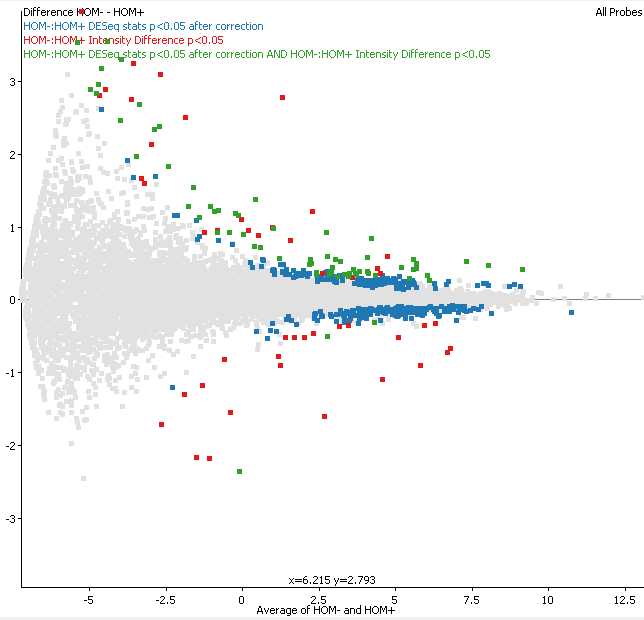 Difference HOM- - HOM+
All Probes
HOM-:HOM+ DESeq stats p<0.05 after correction
HOM-:HOM+ Intensity Difference p<0.05
HOM-:HOM+ DESeq stats p<0.05 after correction AND HOM-:HOM+ Intensity Difference p<0.05
3
2
1
0
-1
-2
-3
x=6.215 y=2.793
-5 -2.5 0 2.5 5 7.5 10 12.5
Average of HOM- and HOM+